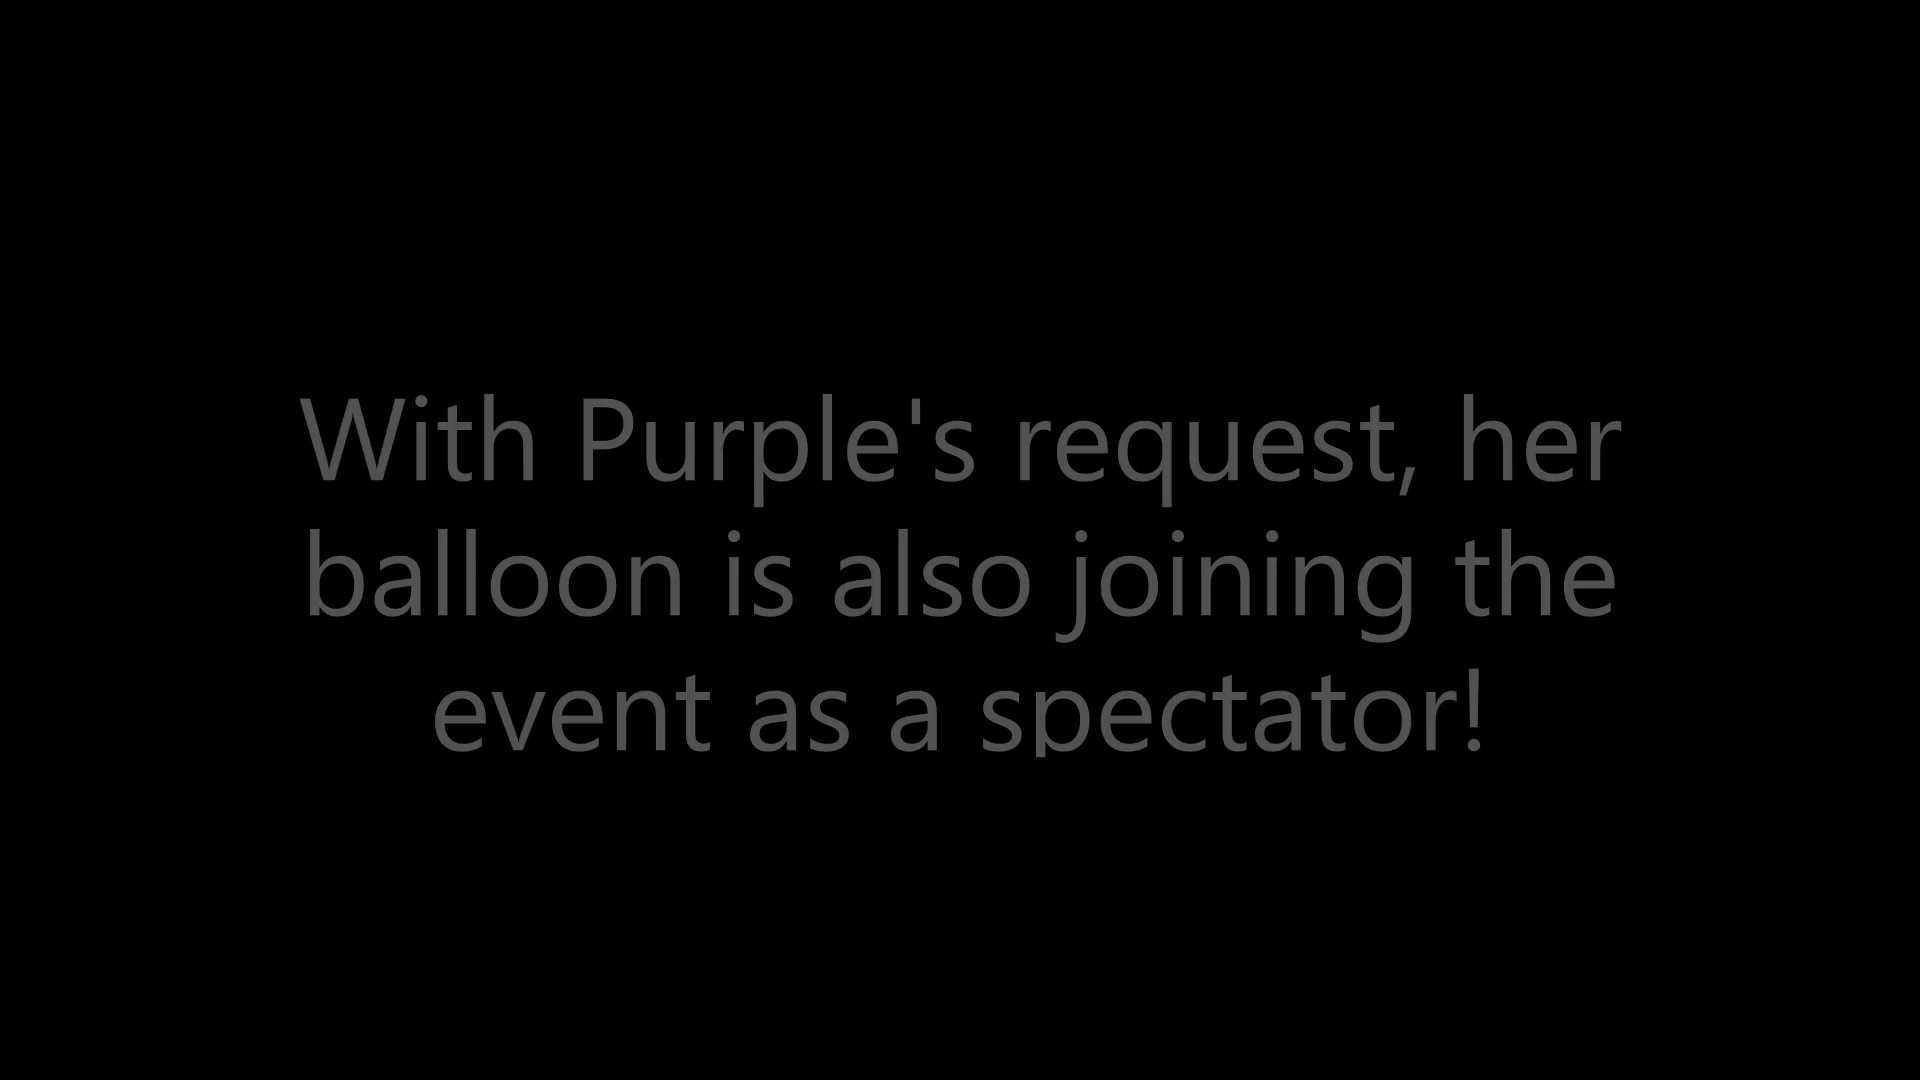 With Purple's request, her
balloon is also joining the
event as a spectator!